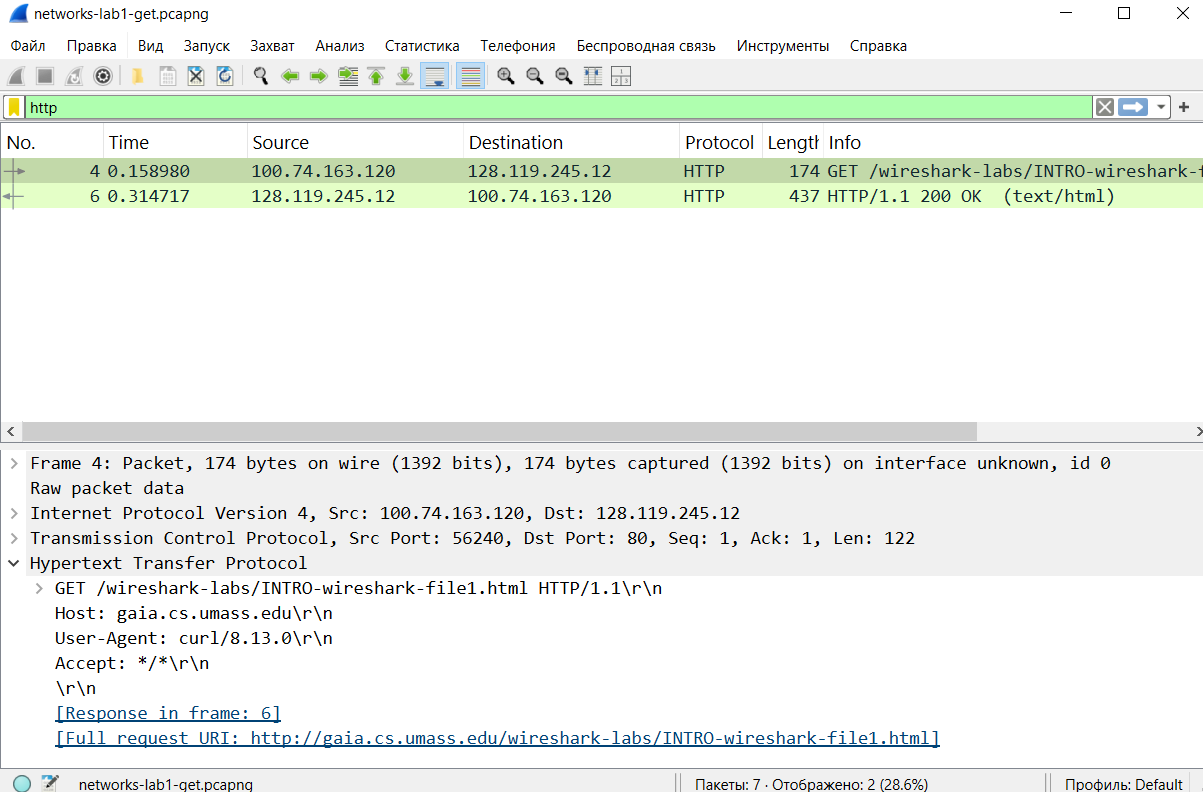 networks-lab1-get.pcapng
Файл Правка Вид Запуск Захват Анализ Статистика Телефония Беспроводная связь Инструменты Справка
http
No. Time Source Destination Protocol Length Info
4 0.158980 100.74.163.120 128.119.245.12 HTTP 174 GET /wireshark-labs/INTRO-wireshark-f
6 0.314717 128.119.245.12 100.74.163.120 HTTP 437 HTTP/1.1 200 OK (text/html)
Frame 4: Packet, 174 bytes on wire (1392 bits), 174 bytes captured (1392 bits) on interface unknown, id 0
Raw packet data
Internet Protocol Version 4, Src: 100.74.163.120, Dst: 128.119.245.12
Transmission Control Protocol, Src Port: 56240, Dst Port: 80, Seq: 1, Ack: 1, Len: 122
Hypertext Transfer Protocol
GET /wireshark-labs/INTRO-wireshark-file1.html HTTP/1.1\r\n
Host: gaia.cs.umass.edu\r\n
User-Agent: curl/8.13.0\r\n
Accept: */*\r\n
\r\n
[Response in frame: 6]
[Full request URI: http://gaia.cs.umass.edu/wireshark-labs/INTRO-wireshark-file1.html]
networks-lab1-get.pcapng Пакеты: 7 · Отображено: 2 (28.6%) Профиль: Default